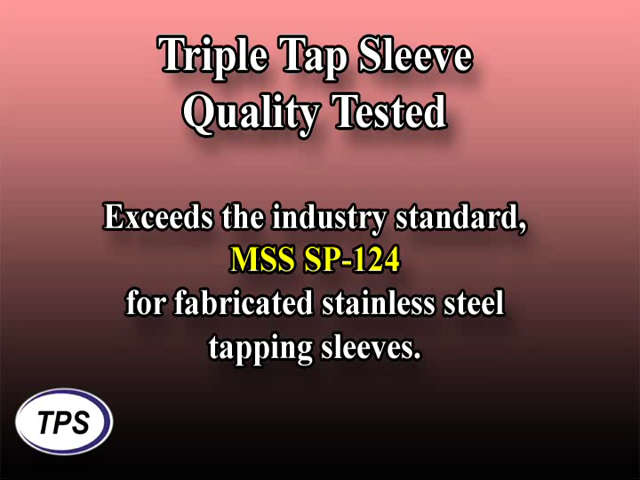 Triple Tap Sleeve
Quality Tested
Exceeds the industry standard,
MSS SP-124
for fabricated stainless steel
tapping sleeves.
TPS